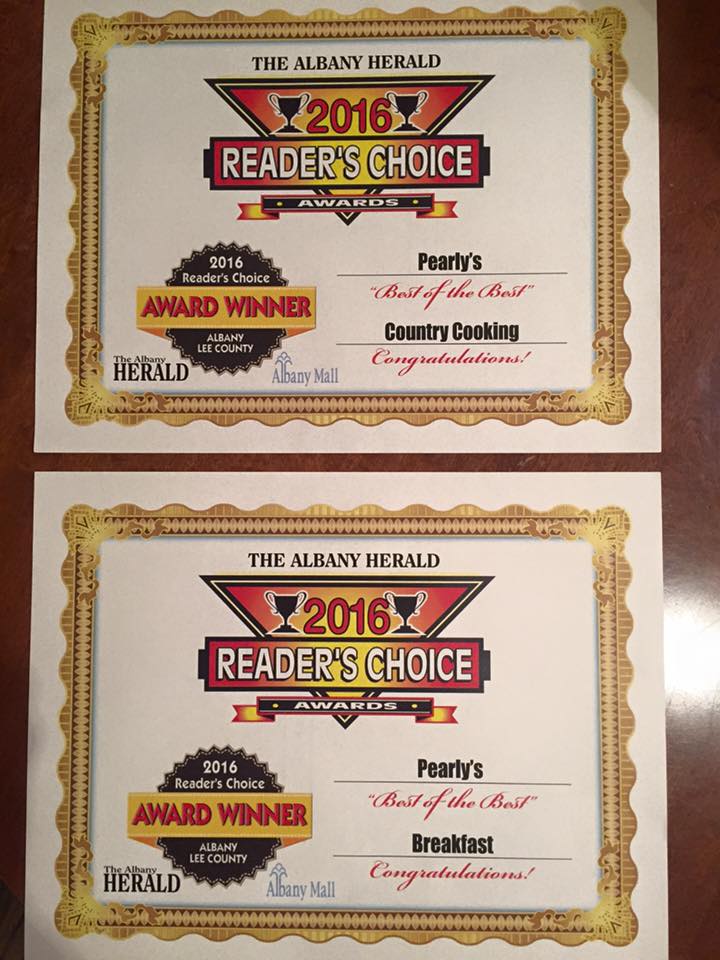 THE ALBANY HERALD
2016
READER'S CHOICE
AWARDS
2016
Reader's Choice
AWARD WINNER
ALBANY
LEE COUNTY
The Albany
HERALD
Albany Mall
Pearly's
"Best of the Best"
Country Cooking
Congratulations!
THE ALBANY HERALD
2016
READER'S CHOICE
AWARDS
2016
Reader's Choice
AWARD WINNER
ALBANY
LEE COUNTY
The Albany
HERALD
Albany Mall
Pearly's
"Best of the Best"
Breakfast
Congratulations!